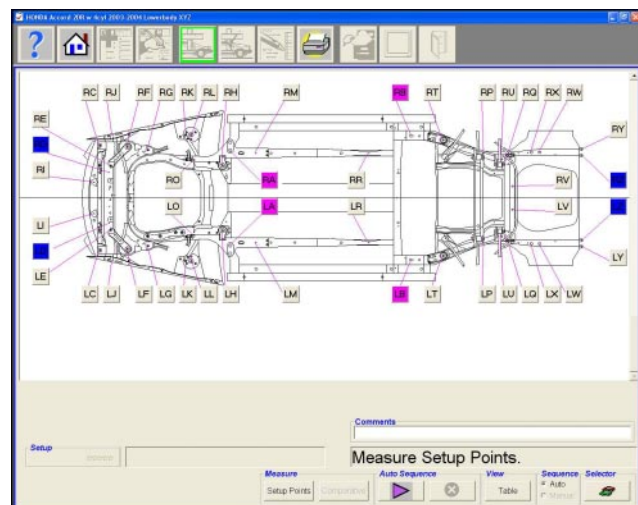 HONDA Accord 2DR w 4cyl 2003-2004 Lowerbody XYZ
?
RC RJ RF RG RK RL RH RM RB RT RP RU RQ RX RW
RE RY
RA
RI RO RR RV
LI LO LA LR LV
LE LY
LC LJ LF LG LK LL LH LM LB LT LP LU LQ LX LW
Comments
Setup
Measure Setup Points.
Measure Auto Sequence View Sequence Selector
Setup Points Comparative Table Auto
Manual